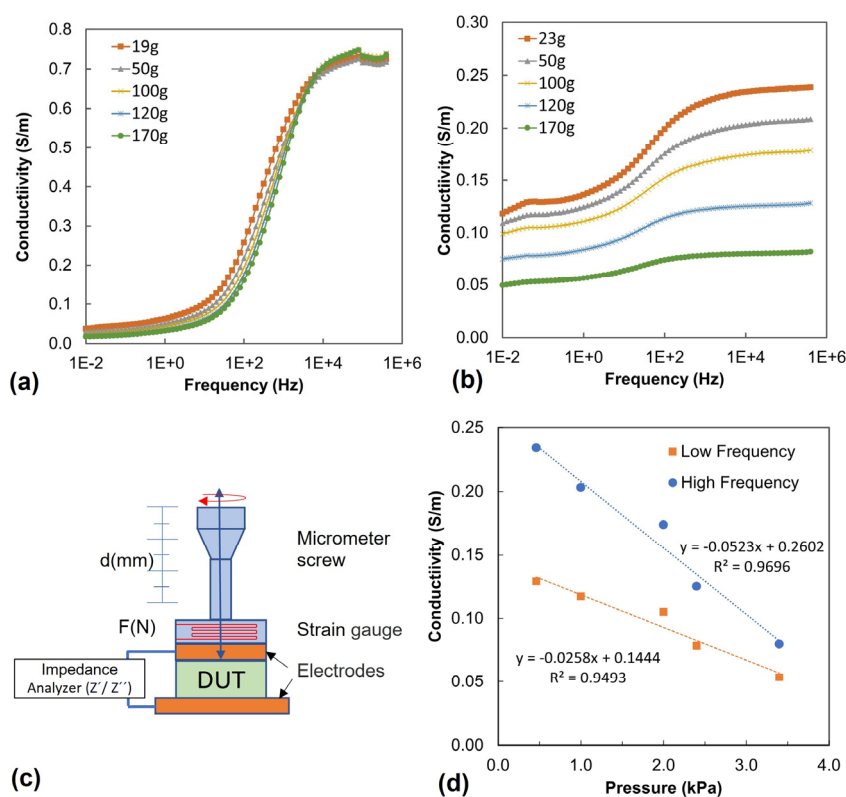 0.8
0.7
0.6
0.5
0.4
0.3
0.2
0.1
0.0
Conductiivity (S/m)
19g
50g
100g
120g
170g
1E-2 1E+0 1E+2 1E+4 1E+6
Frequency (Hz)
(a)
0.30
0.25
0.20
0.15
0.10
0.05
0.00
Conductiivity (S/m)
23g
50g
100g
120g
170g
1E-2 1E+0 1E+2 1E+4 1E+6
Frequency (Hz)
(b)
d(mm)
Micrometer
screw
F(N)
Strain gauge
Electrodes
Impedance
Analyzer (Z´/ Z´´)
DUT
(c)
0.25
0.20
0.15
0.10
0.05
0.00
Conductiivity (S/m)
Low Frequency
High Frequency
y = -0.0523x + 0.2602
R² = 0.9696
y = -0.0258x + 0.1444
R² = 0.9493
0.0 1.0 2.0 3.0 4.0
Pressure (kPa)
(d)